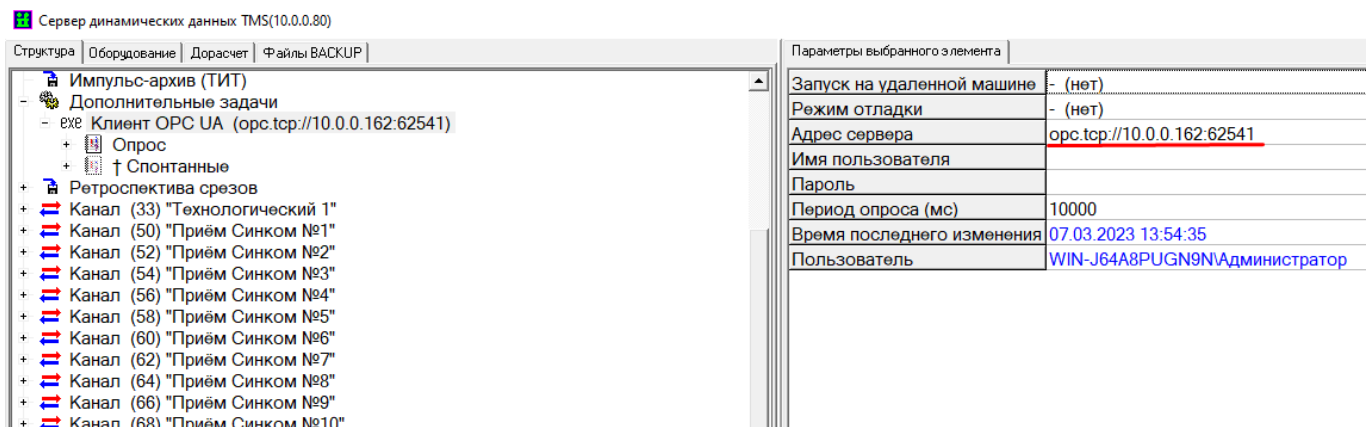 Сервер динамических данных TMS(10.0.0.80)
Структура Оборудование Дорасчет Файлы BACKUP
Параметры выбранного элемента
Импульс-архив (ТИТ)
Дополнительные задачи
exe Клиент OPC UA (opc.tcp://10.0.0.162:62541)
Опрос
† Спонтанные
Ретроспектива срезов
Канал (33) "Технологический 1"
Канал (50) "Приём Синком №1"
Канал (52) "Приём Синком №2"
Канал (54) "Приём Синком №3"
Канал (56) "Приём Синком №4"
Канал (58) "Приём Синком №5"
Канал (60) "Приём Синком №6"
Канал (62) "Приём Синком №7"
Канал (64) "Приём Синком №8"
Канал (66) "Приём Синком №9"
Канал (68) "Приём Синком №10"
Запуск на удаленной машине - (нет)
Режим отладки - (нет)
Адрес сервера opc.tcp://10.0.0.162:62541
Имя пользователя
Пароль
Период опроса (мс) 10000
Время последнего изменения 07.03.2023 13:54:35
Пользователь WIN-J64A8PUGN9N\Администратор